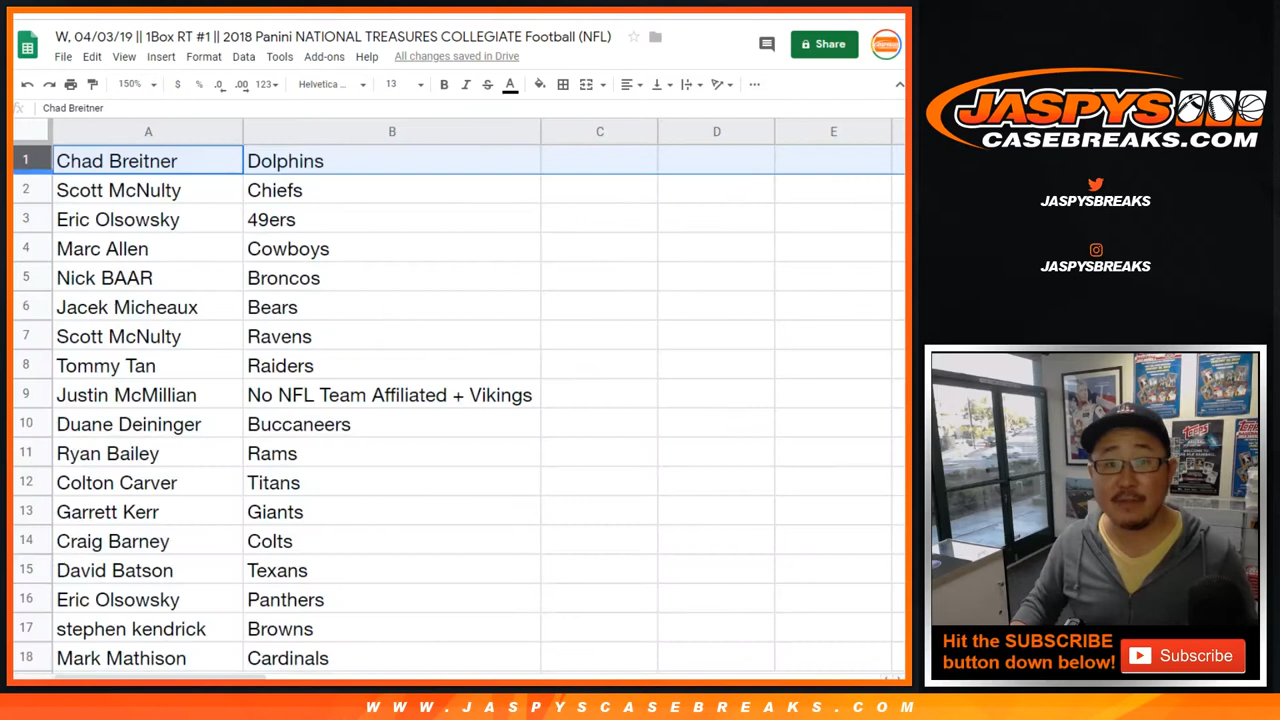 W, 04/03/19 || 1Box RT #1 || 2018 Panini NATIONAL TREASURES COLLEGIATE Football (NFL)
File Edit View Insert Format Data Tools Add-ons Help All changes saved in Drive
Share
150% $ % .0 .00 123 Helvetica ... 13 B I S A
fx Chad Breitner
A B C D E
1 Chad Breitner Dolphins
2 Scott McNulty Chiefs
3 Eric Olsowsky 49ers
4 Marc Allen Cowboys
5 Nick BAAR Broncos
6 Jacek Micheaux Bears
7 Scott McNulty Ravens
8 Tommy Tan Raiders
9 Justin McMillian No NFL Team Affiliated + Vikings
10 Duane Deininger Buccaneers
11 Ryan Bailey Rams
12 Colton Carver Titans
13 Garrett Kerr Giants
14 Craig Barney Colts
15 David Batson Texans
16 Eric Olsowsky Panthers
17 stephen kendrick Browns
18 Mark Mathison Cardinals
JASPYS
CASEBREAKS.COM
JASPYSBREAKS
JASPYSBREAKS
TOPPS
Hit the SUBSCRIBE
button down below!
Subscribe
WWW.JASPYSCASEBREAKS.COM